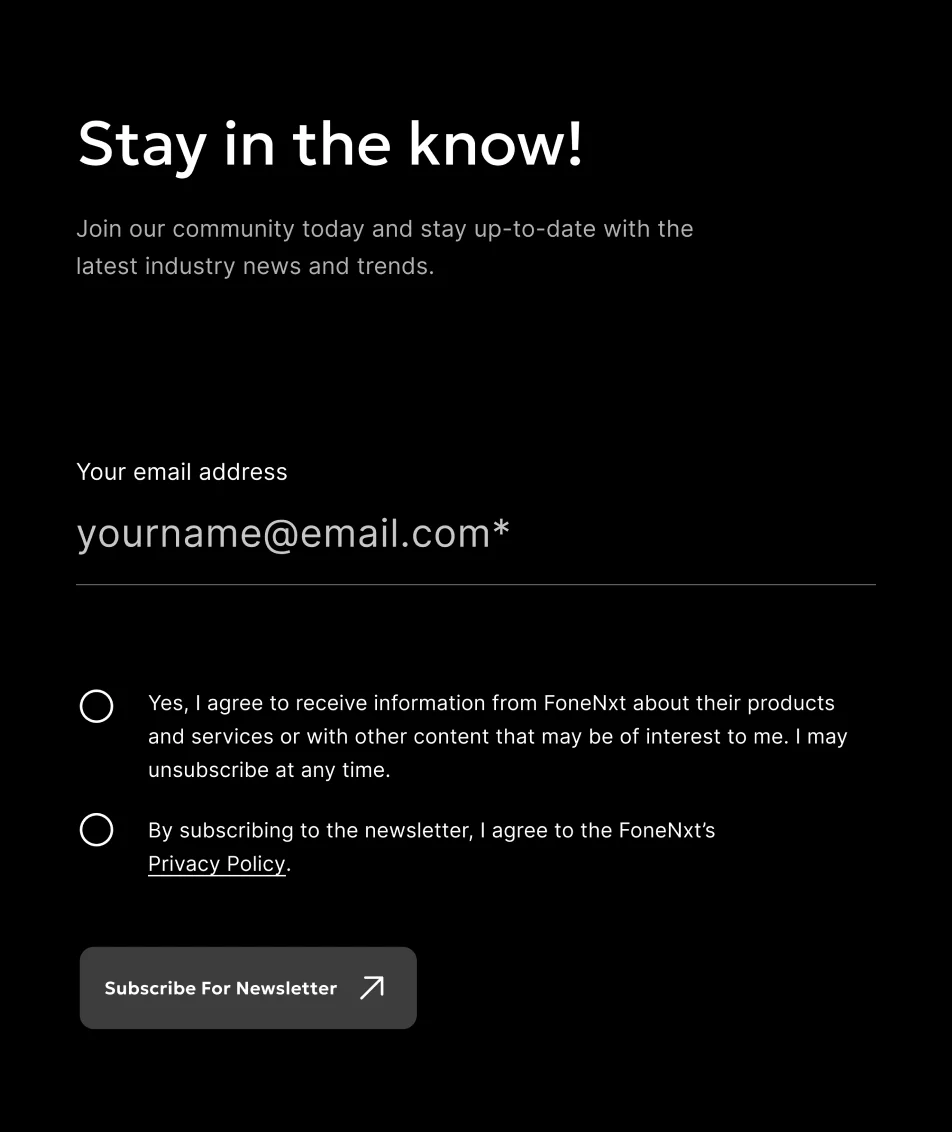 Stay in the know!
Join our community today and stay up-to-date with the
latest industry news and trends.
Your email address
yourname@email.com*
Yes, I agree to receive information from FoneNxt about their products
and services or with other content that may be of interest to me. I may
unsubscribe at any time.
By subscribing to the newsletter, I agree to the FoneNxt’s
Privacy Policy.
Subscribe For Newsletter